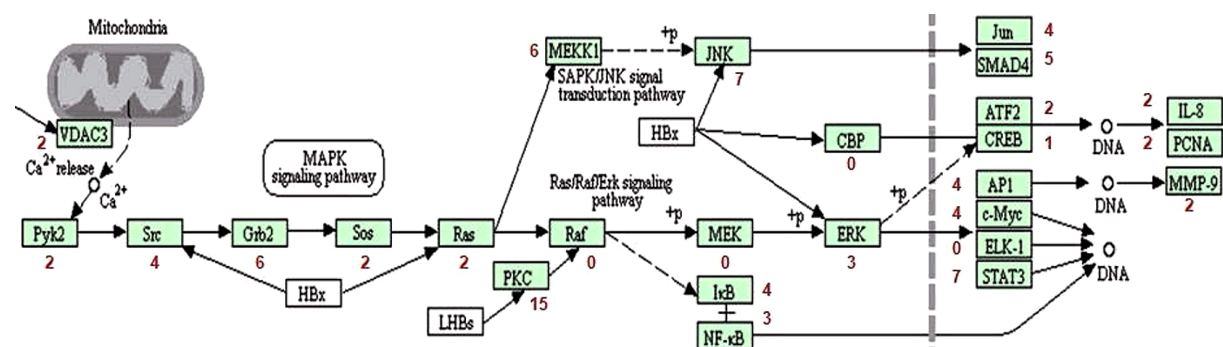 Mitochondria
2
VDAC3
Ca2+ release
Ca2+
MAPK
signaling pathway
6
MEKK1
+p
JNK
7
SAPK/JNK signal
transduction pathway
HBx
CBP
0
Jun
4
SMAD4
5
ATF2
2
CREB
1
DNA
2
IL-8
2
PCNA
Ras/Raf/Erk signaling
pathway
+p
4
AP1
DNA
MMP-9
2
4
c-Myc
0
ELK-1
7
STAT3
DNA
Pyk2
2
Src
4
Grb2
6
Sos
2
Ras
2
Raf
0
+p
MEK
0
+p
ERK
3
HBx
PKC
15
LHBs
IκB
4
3
NF-κB